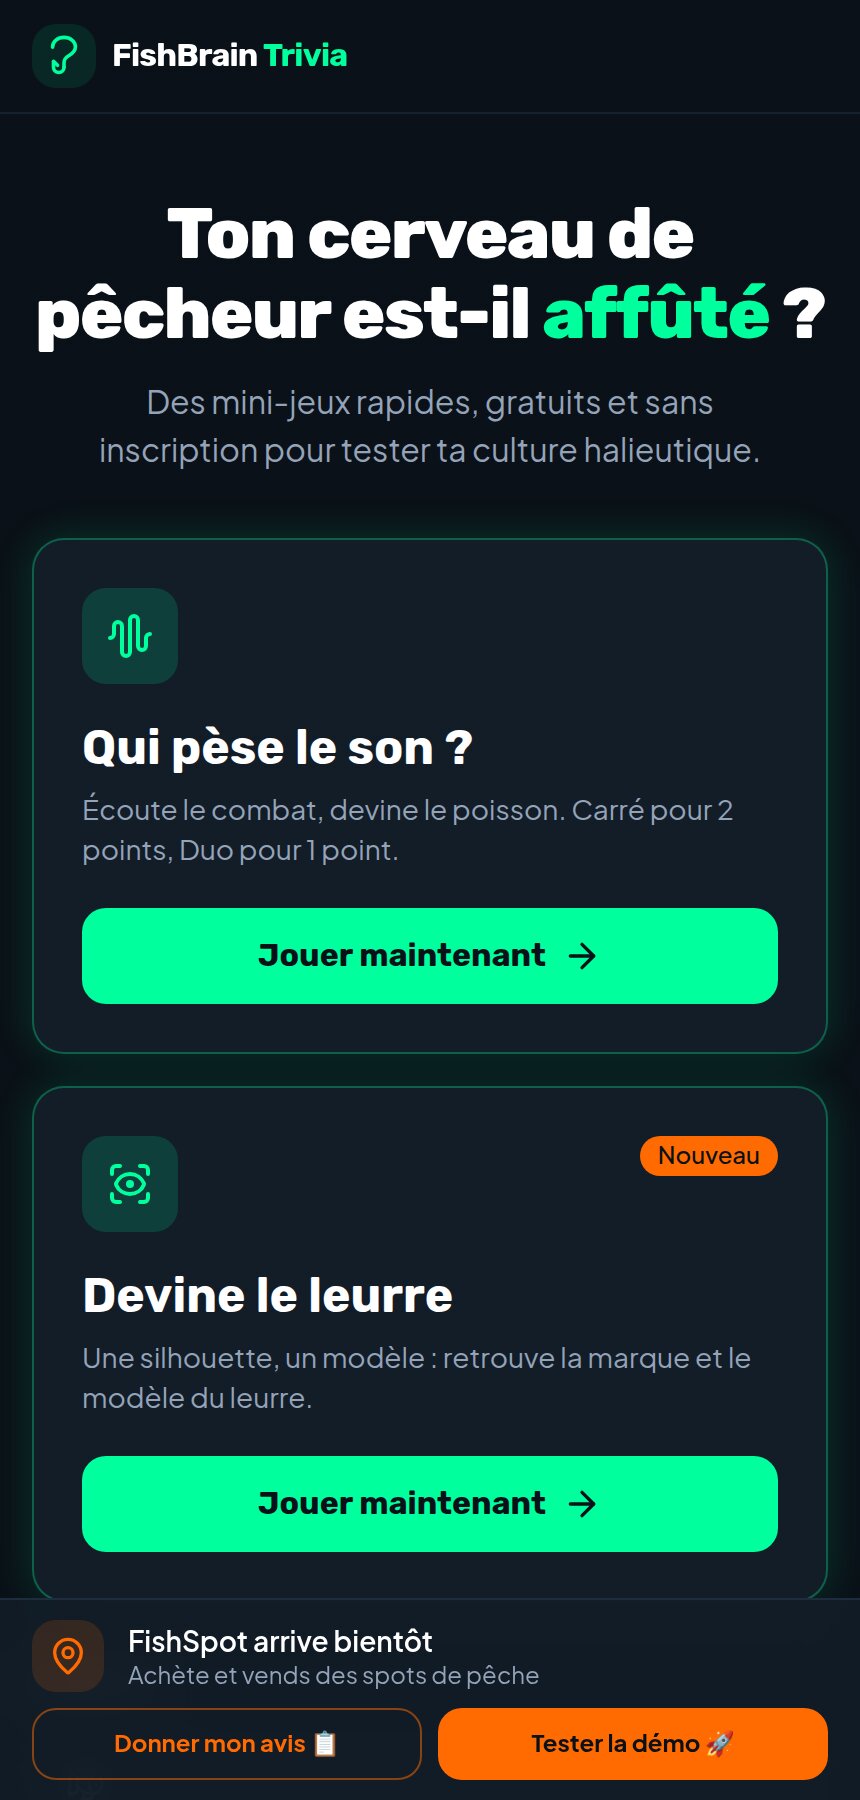 FishBrain Trivia
Ton cerveau de
pêcheur est-il affûté ?
Des mini-jeux rapides, gratuits et sans
inscription pour tester ta culture halieutique.
Qui pèse le son ?
Écoute le combat, devine le poisson. Carré pour 2
points, Duo pour 1 point.
Jouer maintenant →
Nouveau
Devine le leurre
Une silhouette, un modèle : retrouve la marque et le
modèle du leurre.
Jouer maintenant →
FishSpot arrive bientôt
Achète et vends des spots de pêche
Donner mon avis 📋
Tester la démo 🚀